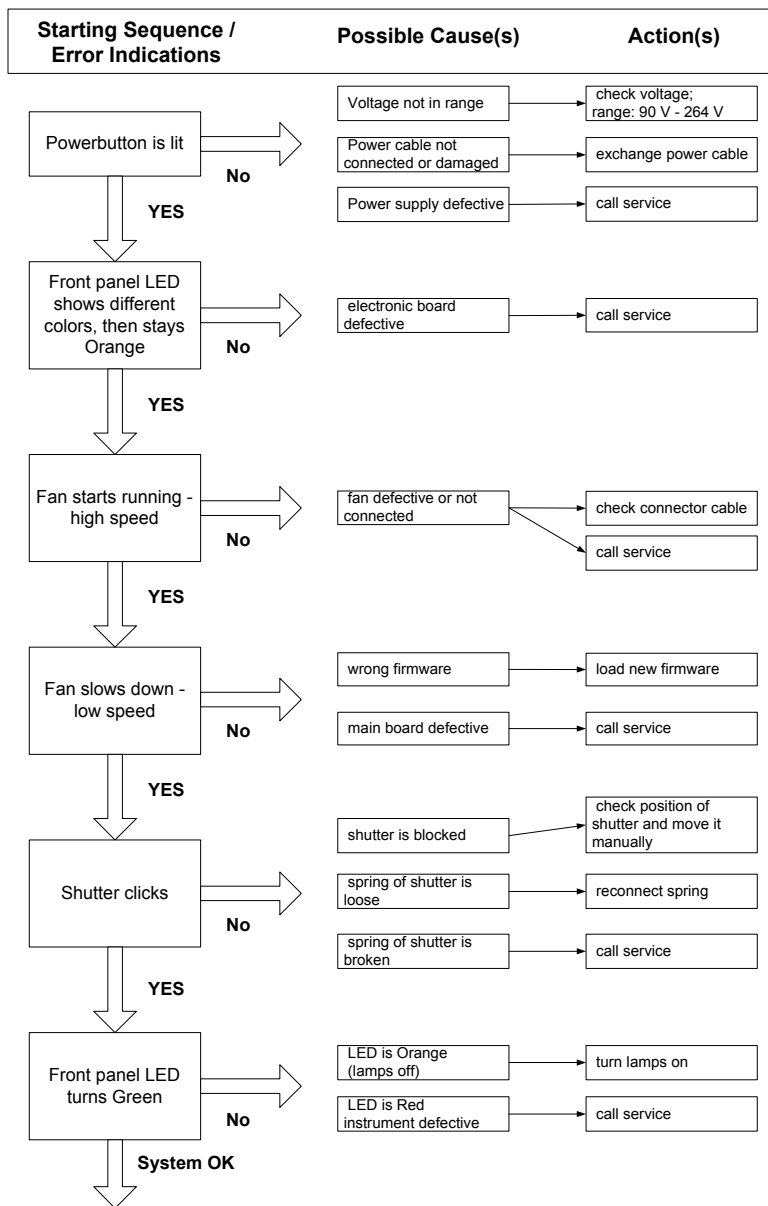 Starting Sequence /
Error Indications
Possible Cause(s)
Action(s)
Powerbutton is lit
No
YES
Voltage not in range
check voltage;
range: 90 V - 264 V
Power cable not
connected or damaged
exchange power cable
Power supply defective
call service
Front panel LED
shows different
colors, then stays
Orange
No
YES
electronic board
defective
call service
Fan starts running -
high speed
No
YES
fan defective or not
connected
check connector cable
call service
Fan slows down -
low speed
No
YES
wrong firmware
load new firmware
main board defective
call service
Shutter clicks
No
YES
shutter is blocked
check position of
shutter and move it
manually
spring of shutter is
loose
reconnect spring
spring of shutter is
broken
call service
Front panel LED
turns Green
No
System OK
LED is Orange
(lamps off)
turn lamps on
LED is Red
instrument defective
call service